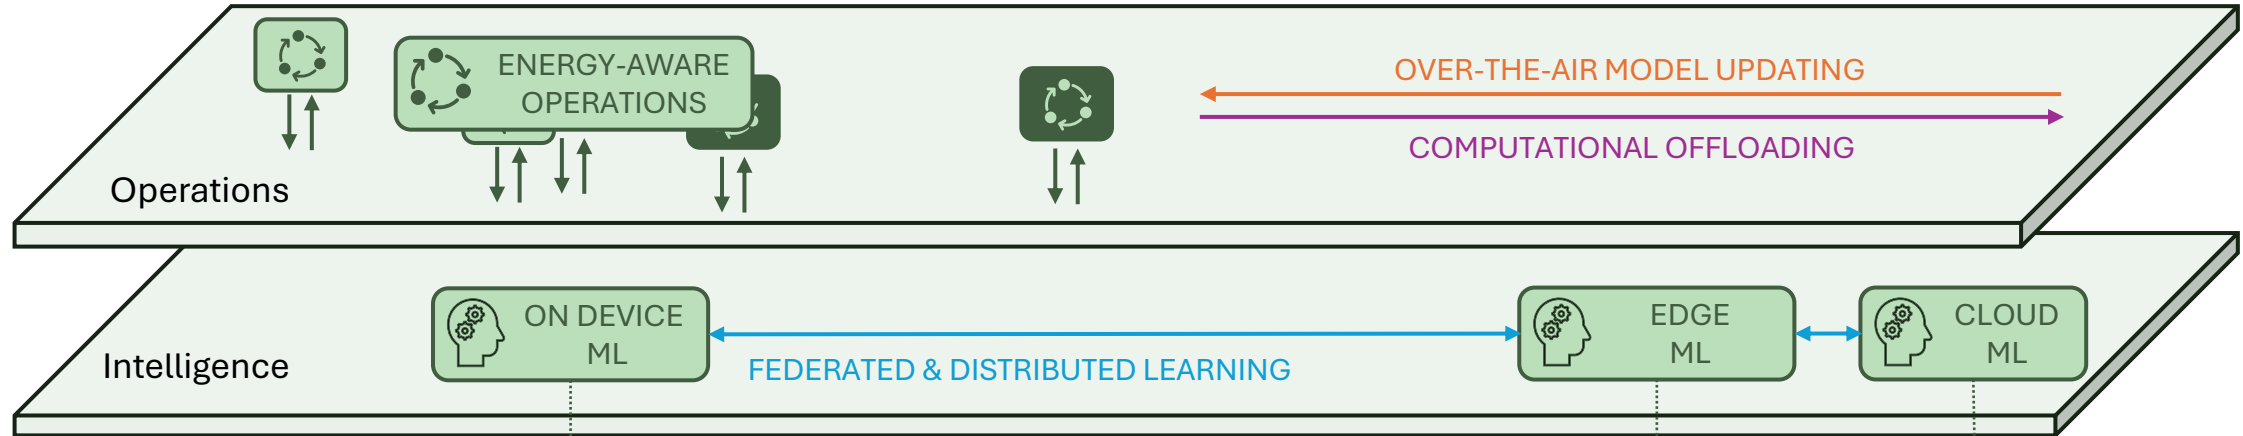 ENERGY-AWARE
OPERATIONS
OVER-THE-AIR MODEL UPDATING
COMPUTATIONAL OFFLOADING
Operations
ON DEVICE
ML
EDGE
ML
CLOUD
ML
Intelligence
FEDERATED & DISTRIBUTED LEARNING